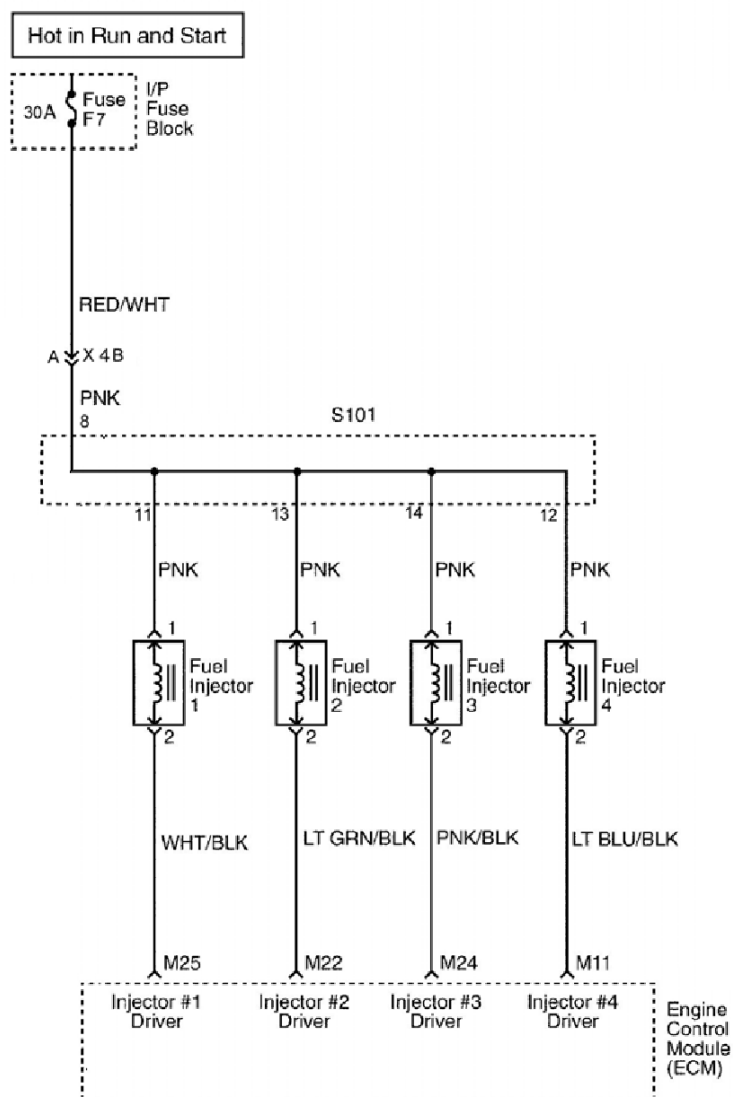 Hot in Run and Start
30A
Fuse
F7
I/P
Fuse
Block
RED/WHT
A
X 4B
PNK
8
S101
11
13
14
12
PNK
PNK
PNK
PNK
1
1
1
1
Fuel
Injector
1
Fuel
Injector
2
Fuel
Injector
3
Fuel
Injector
4
2
2
2
2
WHT/BLK
LT GRN/BLK
PNK/BLK
LT BLU/BLK
M25
M22
M24
M11
Injector #1
Driver
Injector #2
Driver
Injector #3
Driver
Injector #4
Driver
Engine
Control
Module
(ECM)